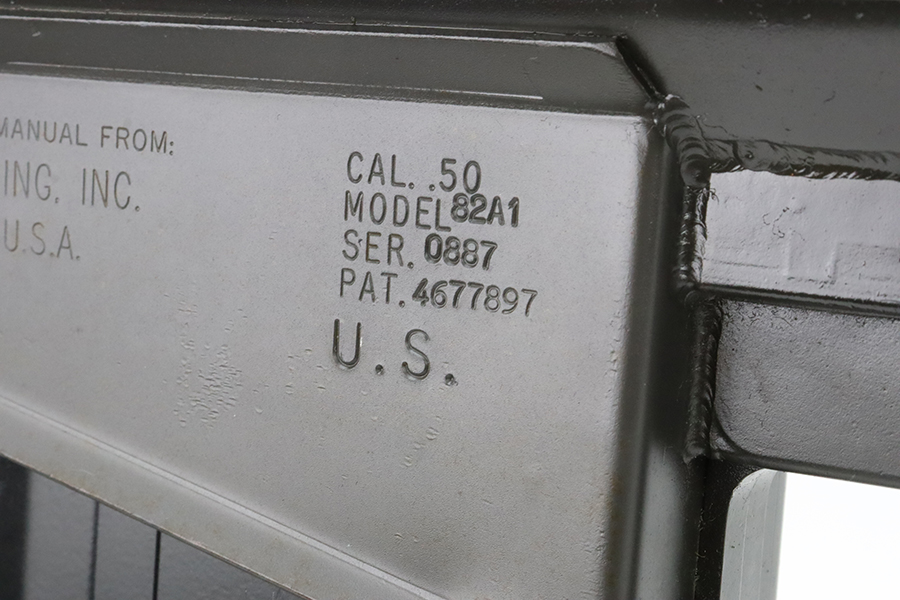 MANUAL FROM:
ING, INC.
U.S.A.
CAL. .50
MODEL 82A1
SER. 0887
PAT. 4677897
U.S.